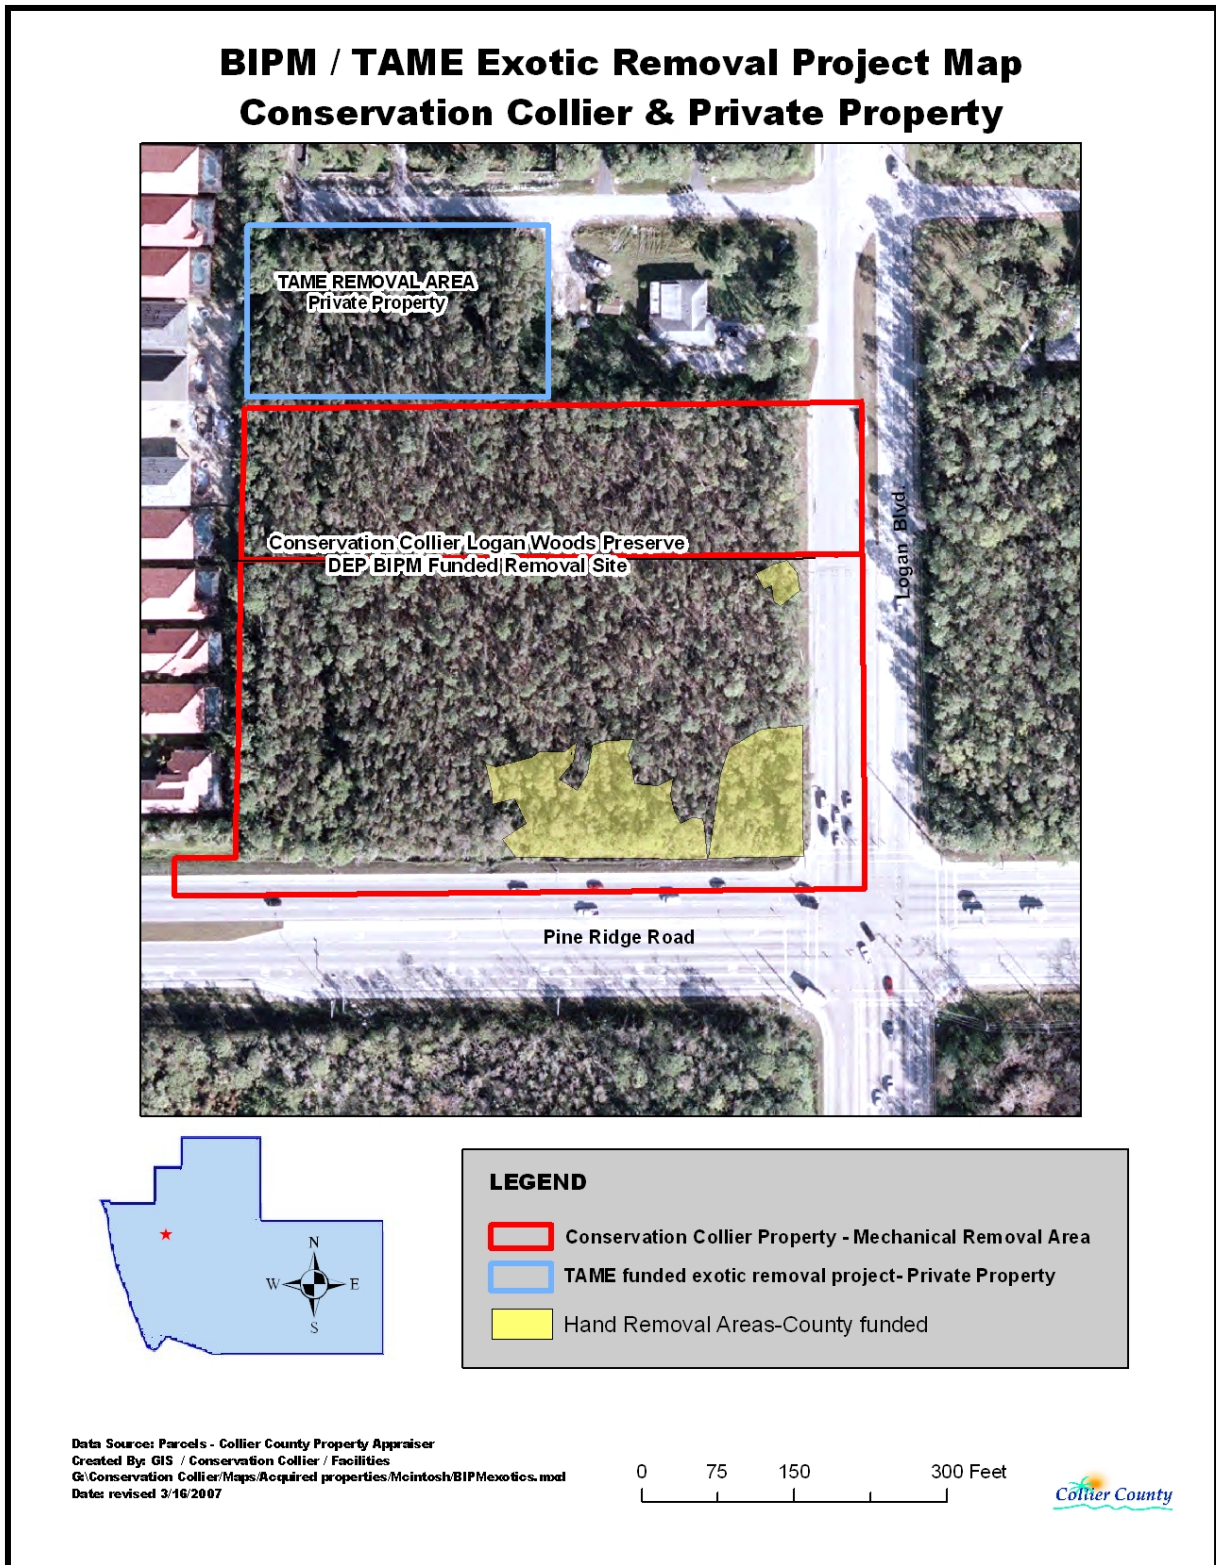 BIPM / TAME Exotic Removal Project Map
Conservation Collier & Private Property
TAME REMOVAL AREA
Private Property
Conservation Collier Logan Woods Preserve
DEP BIPM Funded Removal Site
Logan Blvd.
Pine Ridge Road
N
W E
S
LEGEND
Conservation Collier Property - Mechanical Removal Area
TAME funded exotic removal project- Private Property
Hand Removal Areas-County funded
Data Source: Parcels - Collier County Property Appraiser
Created By: GIS / Conservation Collier / Facilities
G:\Conservation Collier/Maps/Acquired properties/Mcintosh/BIPMexotics.mxd
Date: revised 3/16/2007
0 75 150 300 Feet
Collier County